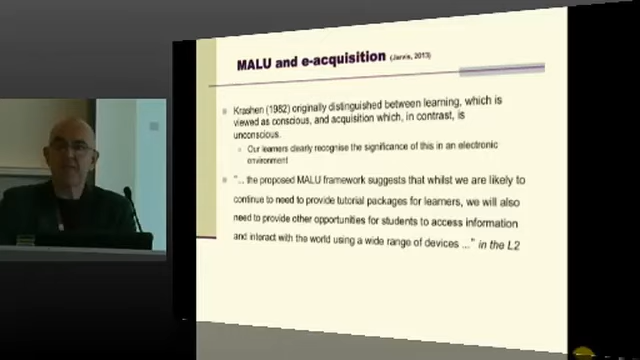 MALU and e-acquisition (Jarvis, 2013)
Krashen (1982) originally distinguished between learning, which is
viewed as conscious, and acquisition which, in contrast, is
unconscious.
Our learners clearly recognise the significance of this in an electronic
environment
".. the proposed MALU framework suggests that whilst we are likely to
continue to need to provide tutorial packages for learners, we will also
need to provide other opportunities for students to access information
and interact with the world using a wide range of devices ..." in the L2